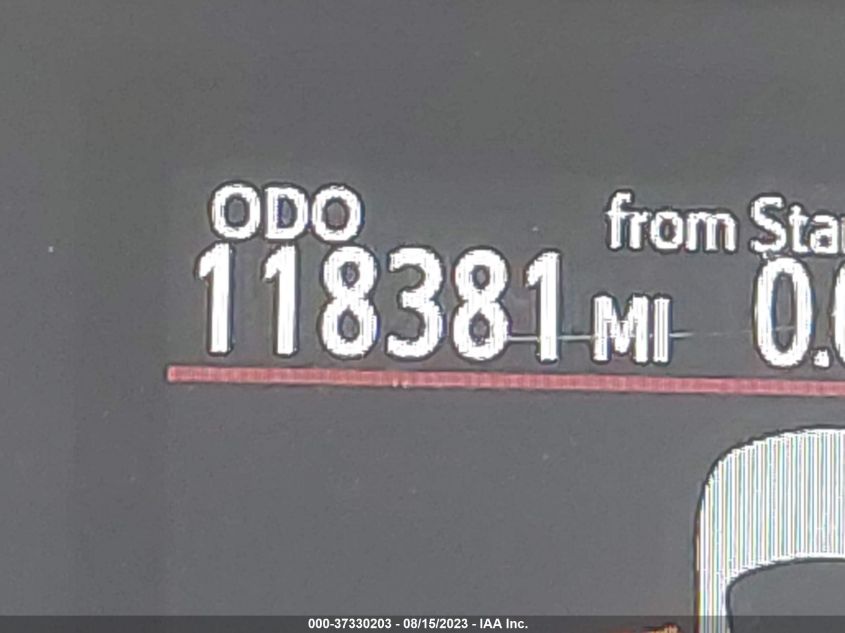 ODO from
118381 MI
000-37330203 - 08/15/2023 - IAA Inc.